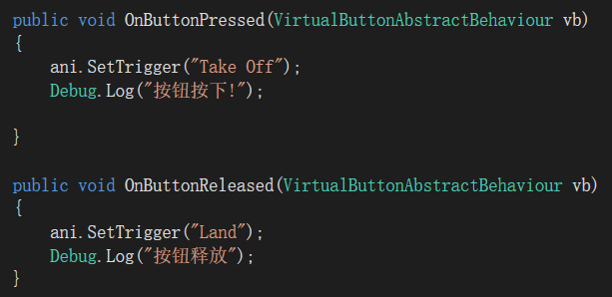 public void OnButtonPressed(VirtualButtonAbstractBehaviour vb)
{
ani.SetTrigger("Take Off");
Debug.Log("按钮按下!");
}
public void OnButtonReleased(VirtualButtonAbstractBehaviour vb)
{
ani.SetTrigger("Land");
Debug.Log("按钮释放");
}